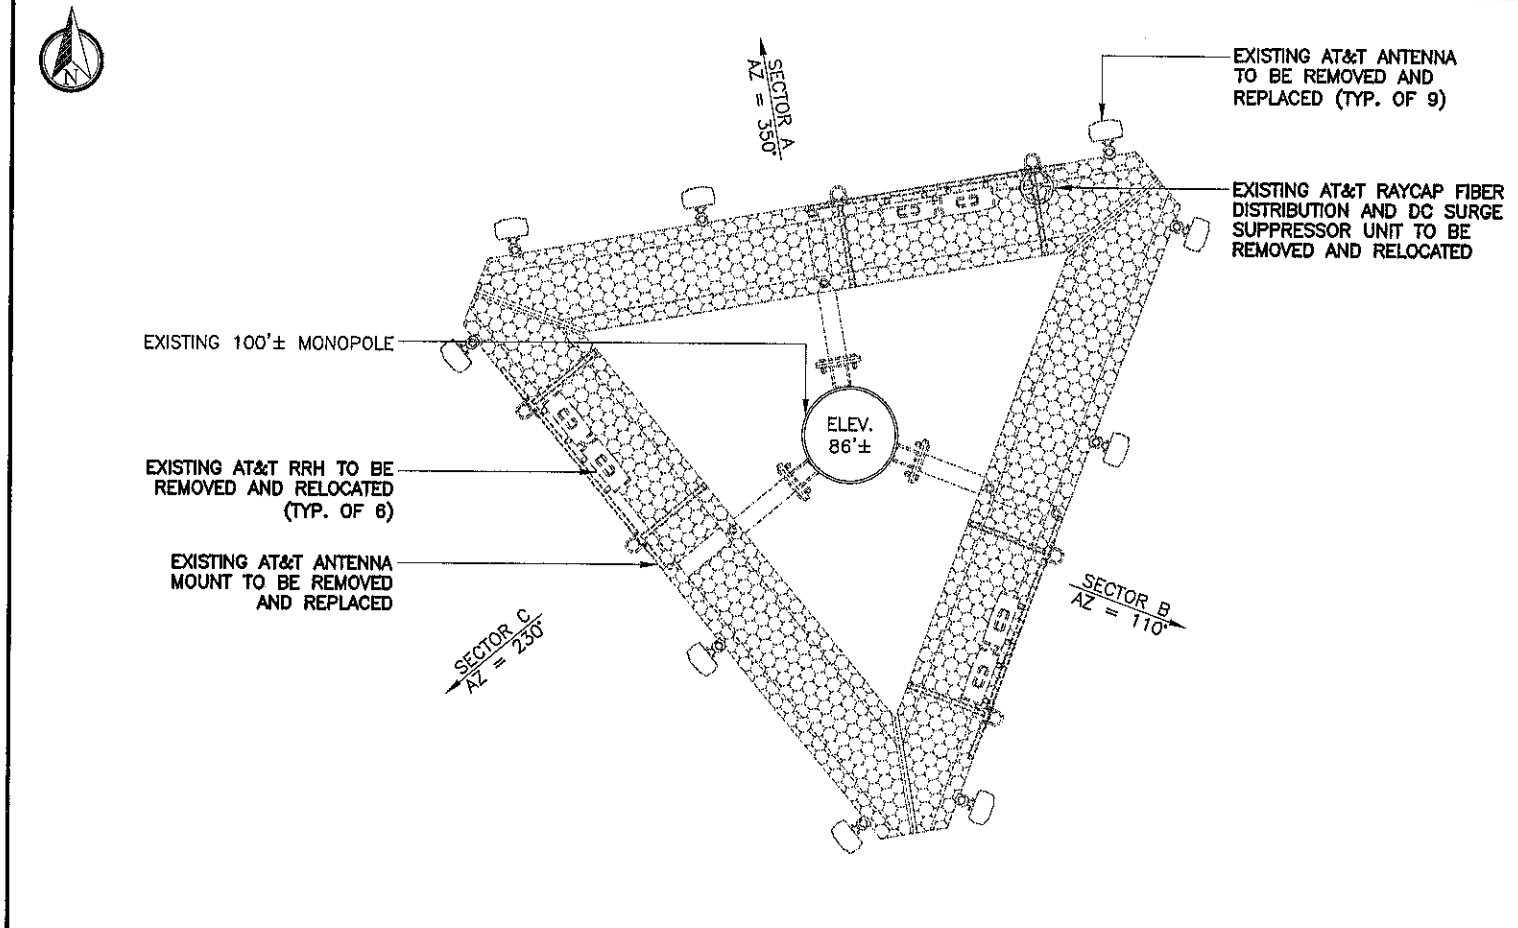 N
SECTOR A
AZ = 350°
EXISTING AT&T ANTENNA
TO BE REMOVED AND
REPLACED (TYP. OF 9)
EXISTING AT&T RAYCAP FIBER
DISTRIBUTION AND DC SURGE
SUPPRESSOR UNIT TO BE
REMOVED AND RELOCATED
EXISTING 100'± MONOPOLE
ELEV.
86'±
EXISTING AT&T RRH TO BE
REMOVED AND RELOCATED
(TYP. OF 6)
EXISTING AT&T ANTENNA
MOUNT TO BE REMOVED
AND REPLACED
SECTOR B
AZ = 110°
SECTOR C
AZ = 230°